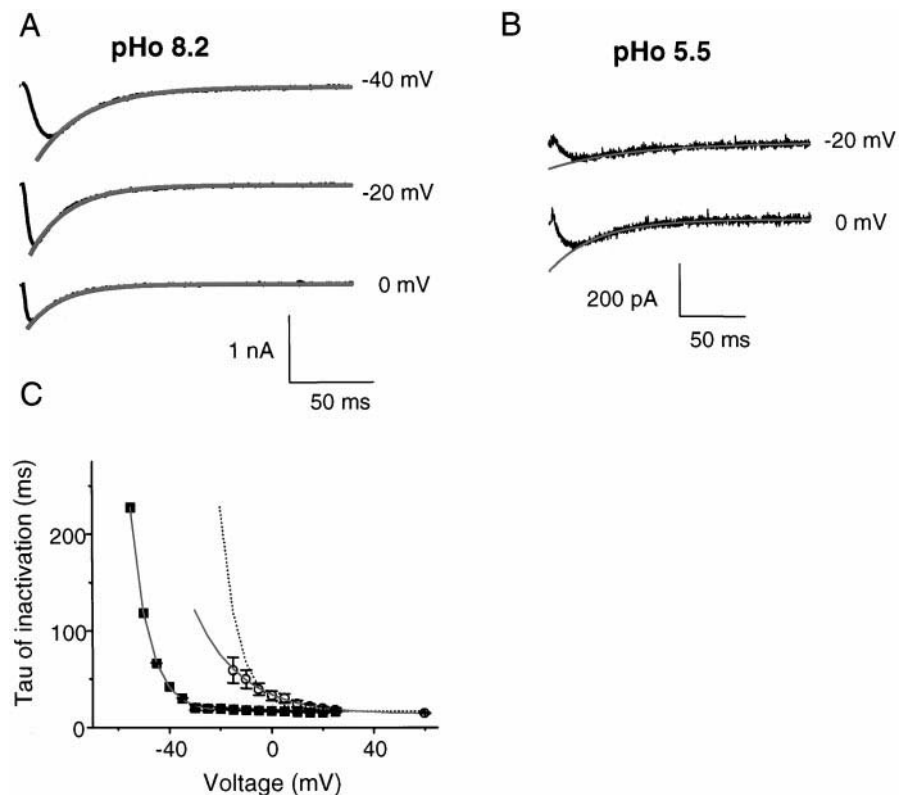 A
pHo 8.2
-40 mV
-20 mV
0 mV
1 nA
50 ms
B
pHo 5.5
-20 mV
0 mV
200 pA
50 ms
C
Tau of inactivation (ms)
200
100
0
-40
0
40
Voltage (mV)